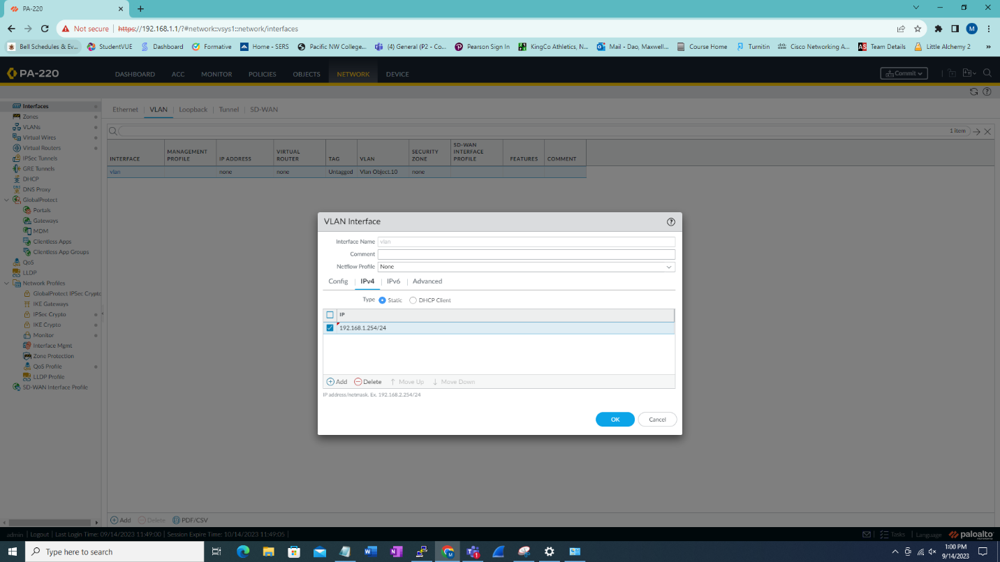 PA-220
Not secure https://192.168.1.1/?#network::vsys1::network/interfaces
M
Bell Schedules & Ev... StudentVUE Dashboard Formative Home - SERS Pacific NW College... (4) General (P2 - Co... Pearson Sign In KingCo Athletics, N... Mail - Dao, Maxwell... Course Home Turnitin Cisco Networking A... AS Team Details Little Alchemy 2 »
PA-220 DASHBOARD ACC MONITOR POLICIES OBJECTS NETWORK DEVICE Commit
Interfaces
Zones
VLANs
Virtual Wires
Virtual Routers
IPSec Tunnels
GRE Tunnels
DHCP
DNS Proxy
GlobalProtect
Portals
Gateways
MDM
Clientless Apps
Clientless App Groups
QoS
LLDP
Network Profiles
GlobalProtect IPSec Crypto
IKE Gateways
IPSec Crypto
IKE Crypto
Monitor
Interface Mgmt
Zone Protection
QoS Profile
LLDP Profile
SD-WAN Interface Profile
Ethernet VLAN Loopback Tunnel SD-WAN
1 item
INTERFACE MANAGEMENT PROFILE IP ADDRESS VIRTUAL ROUTER TAG VLAN SECURITY ZONE SD-WAN INTERFACE PROFILE FEATURES COMMENT
vlan none none Untagged Vlan Object.10 none
VLAN Interface
Interface Name vlan
Comment
Netflow Profile None
Config IPv4 IPv6 Advanced
Type Static DHCP Client
IP
192.168.1.254/24
Add Delete Move Up Move Down
IP address/netmask. Ex. 192.168.2.254/24
OK Cancel
Add Delete PDF/CSV
admin | Logout | Last Login Time: 09/14/2023 11:49:00 | Session Expire Time: 10/14/2023 11:49:05 |
Tasks | Language paloalto NETWORKS
Type here to search
1:00 PM
9/14/2023